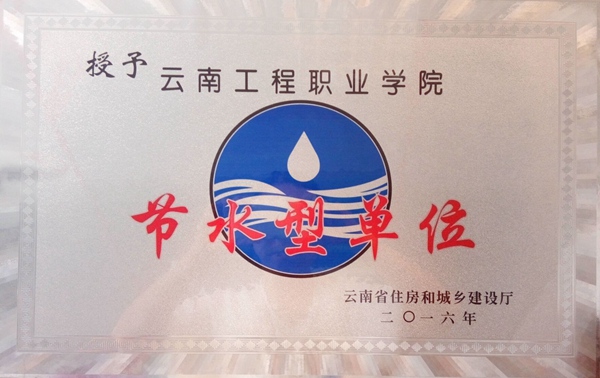 授予 云南工程职业学院
节水型单位
云南省住房和城乡建设厅
二〇一六年